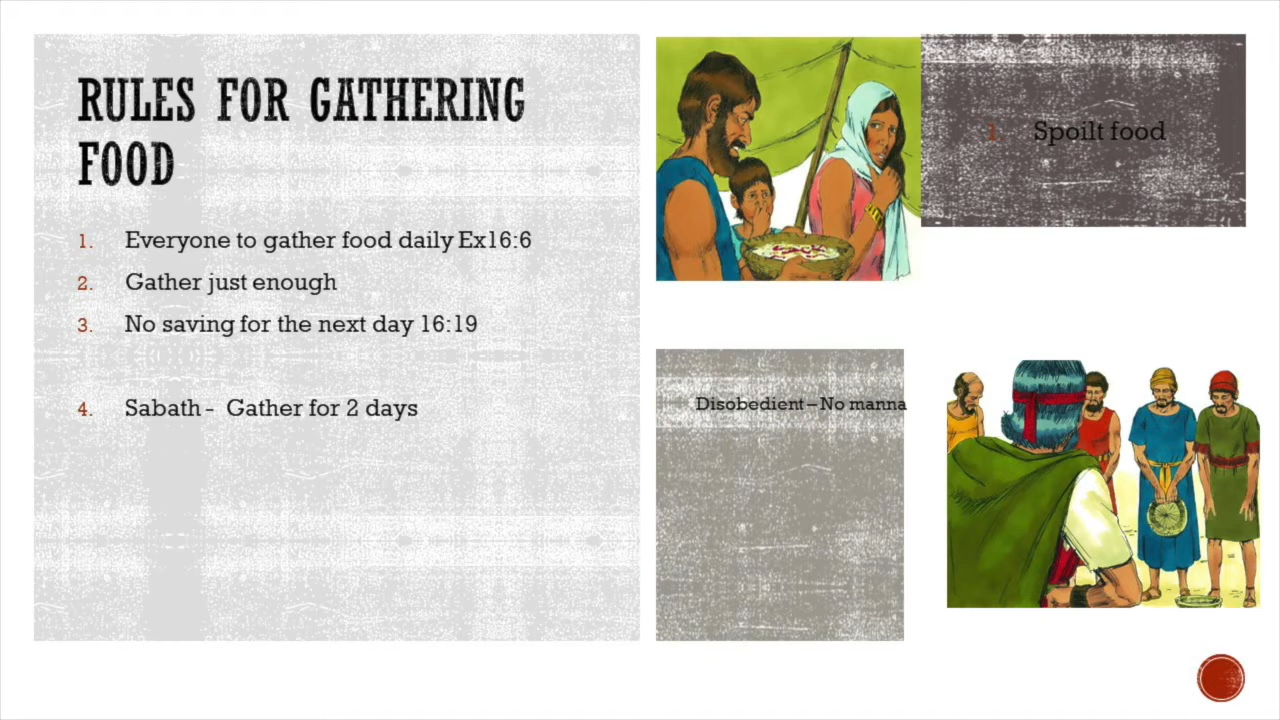 RULES FOR GATHERING
FOOD
1. Everyone to gather food daily Ex16:6
2. Gather just enough
3. No saving for the next day 16:19
4. Sabath - Gather for 2 days
1. Spoilt food
Disobedient – No manna